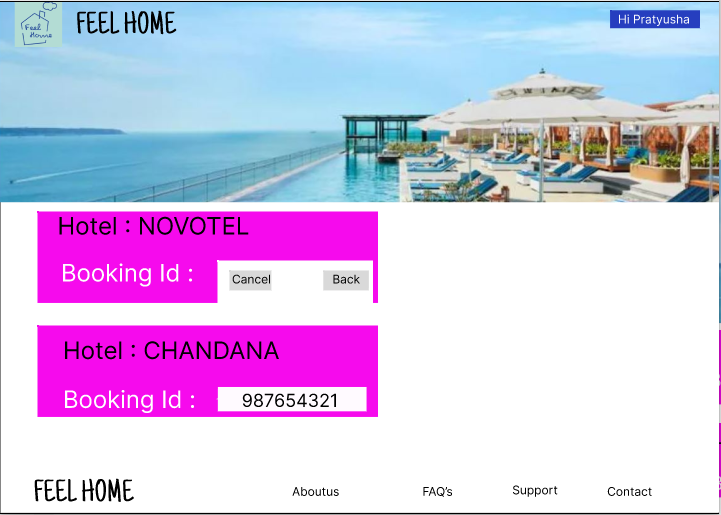 Feel
Home
FEEL HOME
Hi Pratyusha
Hotel : NOVOTEL
Booking Id :
Cancel
Back
Hotel : CHANDANA
Booking Id :
987654321
FEEL HOME
Aboutus
FAQ's
Support
Contact